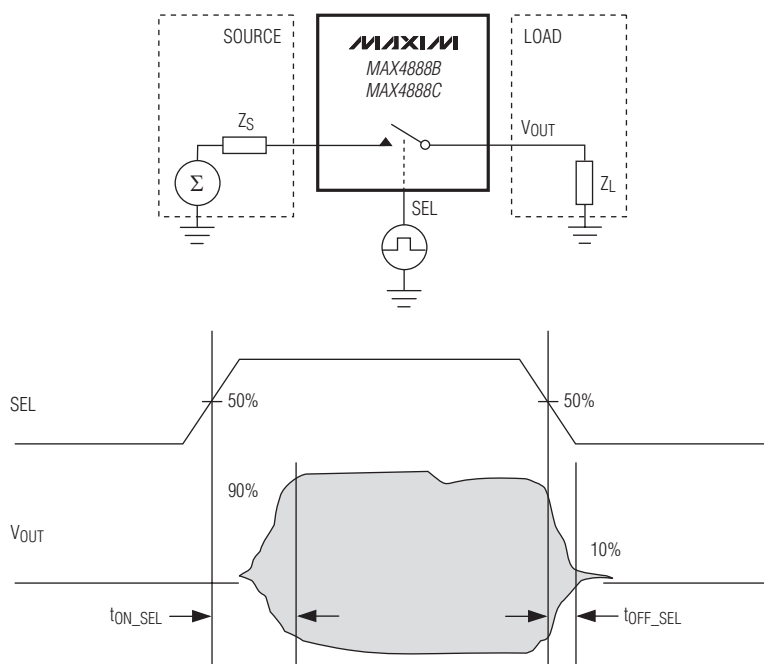 SOURCE
MAXIM
MAX4888B
MAX4888C
LOAD
ZS
VOUT
Σ
ZL
SEL
SEL
50%
50%
90%
VOUT
10%
tON_SEL
tOFF_SEL